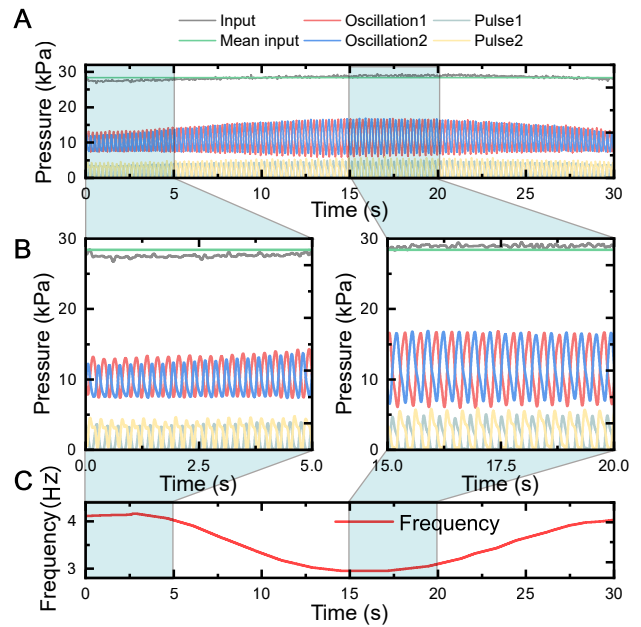 A
Input
Oscillation1
Pulse1
Mean input
Oscillation2
Pulse2
Pressure (kPa)
30
20
10
0
0 5 10 15 20 25 30
Time (s)
B
Pressure (kPa)
30
20
10
0
0.0 2.5 5.0
Time (s)
Pressure (kPa)
30
20
10
0
15.0 17.5 20.0
Time (s)
C
Frequency (Hz)
4
3
Frequency
0 5 10 15 20 25 30
Time (s)